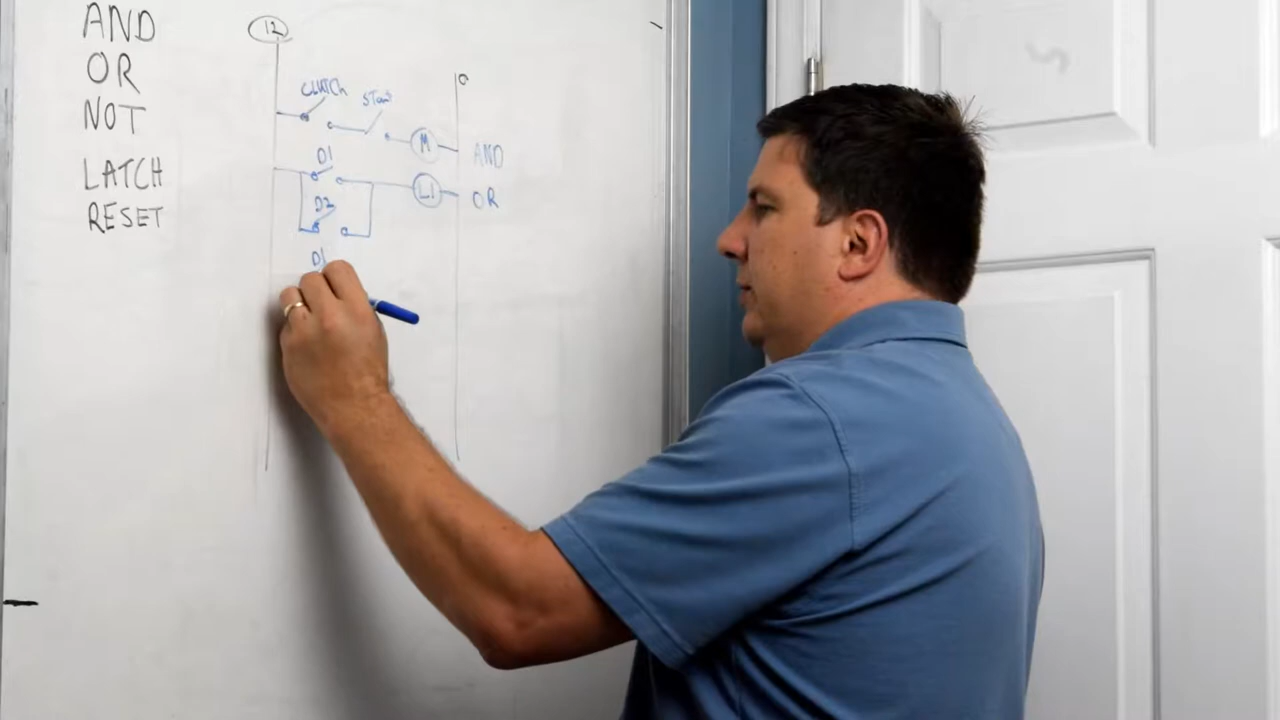 AND
OR
NOT
LATCH
RESET
12
CLUTCH
START
M
AND
D1
L1
OR
D2
D1